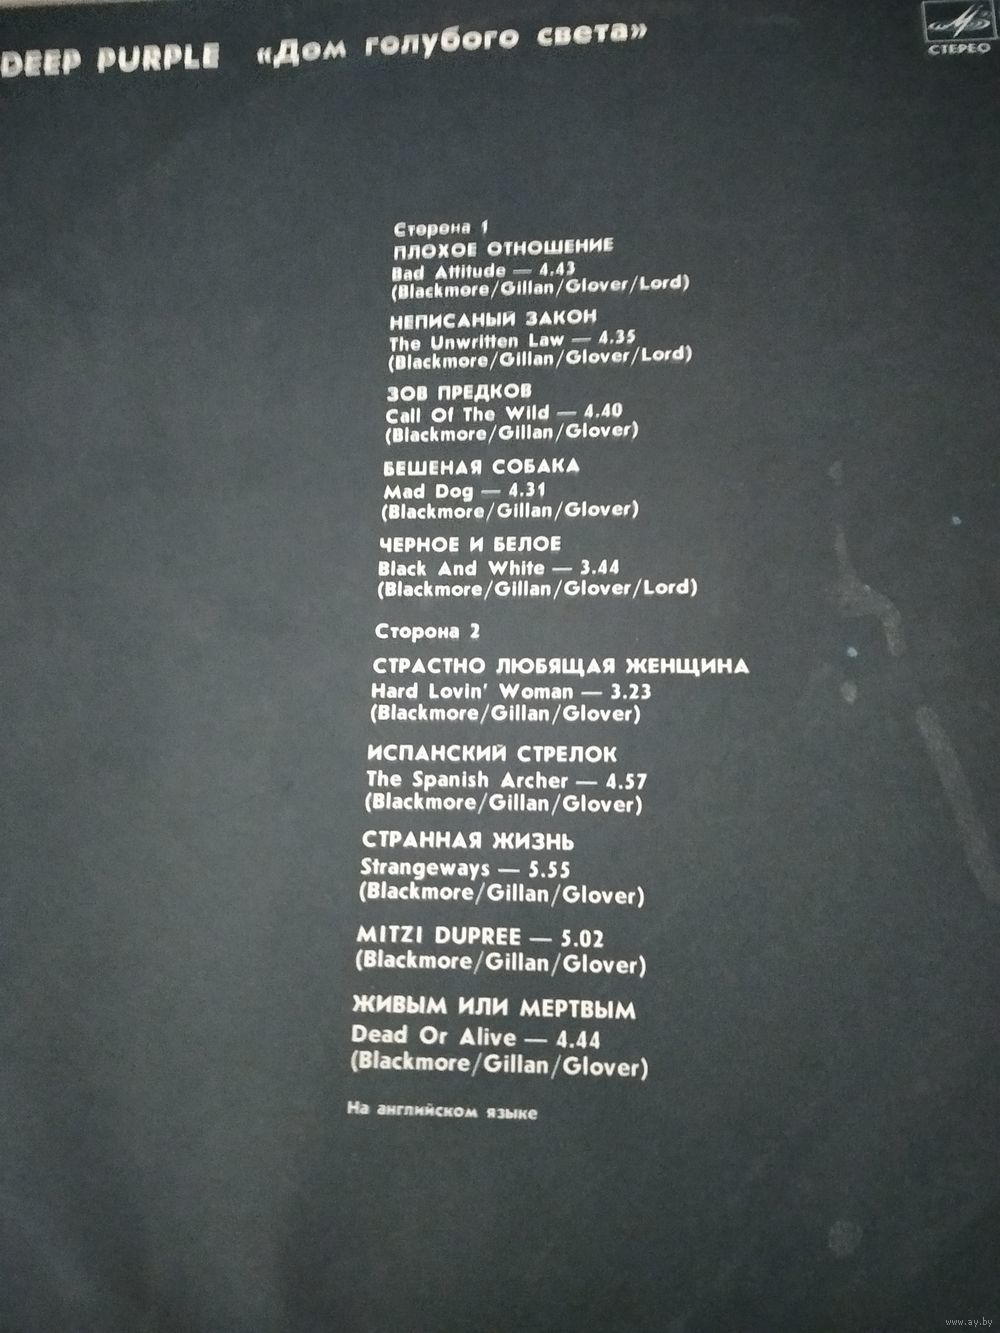 DEEP PURPLE «Дом голубого света»
СТЕРЕО
Сторона 1
ПЛОХОЕ ОТНОШЕНИЕ
Bad Attitude — 4.43
(Blackmore/Gillan/Glover/Lord)
НЕПИСАНЫЙ ЗАКОН
The Unwritten Law — 4.35
(Blackmore/Gillan/Glover/Lord)
ЗОВ ПРЕДКОВ
Call Of The Wild — 4.40
(Blackmore/Gillan/Glover)
БЕШЕНАЯ СОБАКА
Mad Dog — 4.31
(Blackmore/Gillan/Glover)
ЧЕРНОЕ И БЕЛОЕ
Black And White — 3.44
(Blackmore/Gillan/Glover/Lord)
Сторона 2
СТРАСТНО ЛЮБЯЩАЯ ЖЕНЩИНА
Hard Lovin' Woman — 3.23
(Blackmore/Gillan/Glover)
ИСПАНСКИЙ СТРЕЛОК
The Spanish Archer — 4.57
(Blackmore/Gillan/Glover)
СТРАННАЯ ЖИЗНЬ
Strangeways — 5.55
(Blackmore/Gillan/Glover)
MITZI DUPREE — 5.02
(Blackmore/Gillan/Glover)
ЖИВЫМ ИЛИ МЕРТВЫМ
Dead Or Alive — 4.44
(Blackmore/Gillan/Glover)
На английском языке
www.ay.by